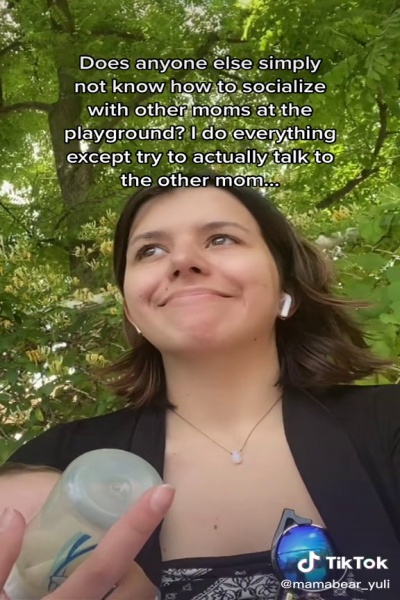 Does anyone else simply
not know how to socialize
with other moms at the
playground? I do everything
except try to actually talk to
the other mom...
TikTok
@mamabear_yuli